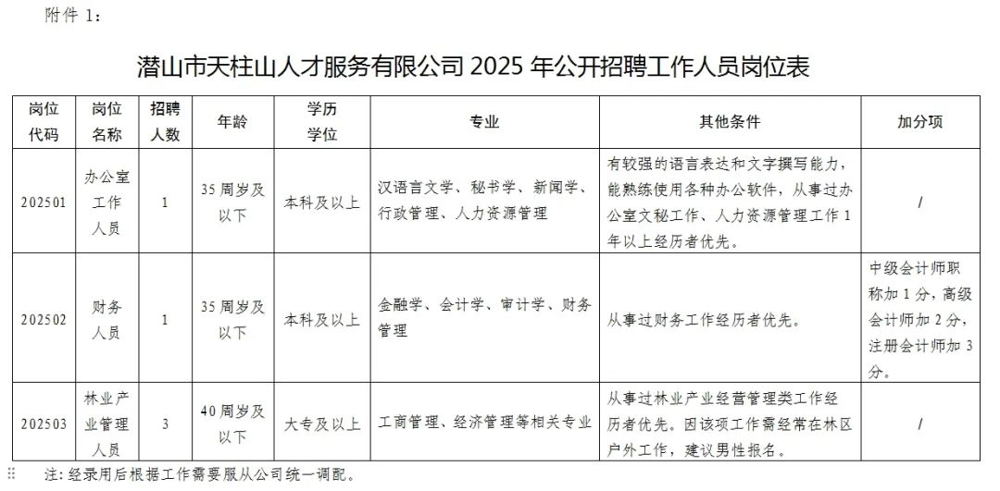 附件 1：
潜山市天柱山人才服务有限公司 2025 年公开招聘工作人员岗位表
岗位
代码
岗位
名称
招聘
人数
年龄
学历
学位
专业
其他条件
加分项
202501
办公室
工作
人员
1
35 周岁及
以下
本科及以上
汉语言文学、秘书学、新闻学、
行政管理、人力资源管理
有较强的语言表达和文字撰写能力，
能熟练使用各种办公软件，从事过办
公室文秘工作、人力资源管理工作 1
年以上经历者优先。
/
202502
财务
人员
1
35 周岁及
以下
本科及以上
金融学、会计学、审计学、财务
管理
从事过财务工作经历者优先。
中级会计师职
称加 1 分，高级
会计师加 2 分，
注册会计师加 3
分。
202503
林业产
业管理
人员
3
40 周岁及
以下
大专及以上
工商管理、经济管理等相关专业
从事过林业产业经营管理类工作经
历者优先。因该项工作需经常在林区
户外工作，建议男性报名。
/
注：经录用后根据工作需要服从公司统一调配。